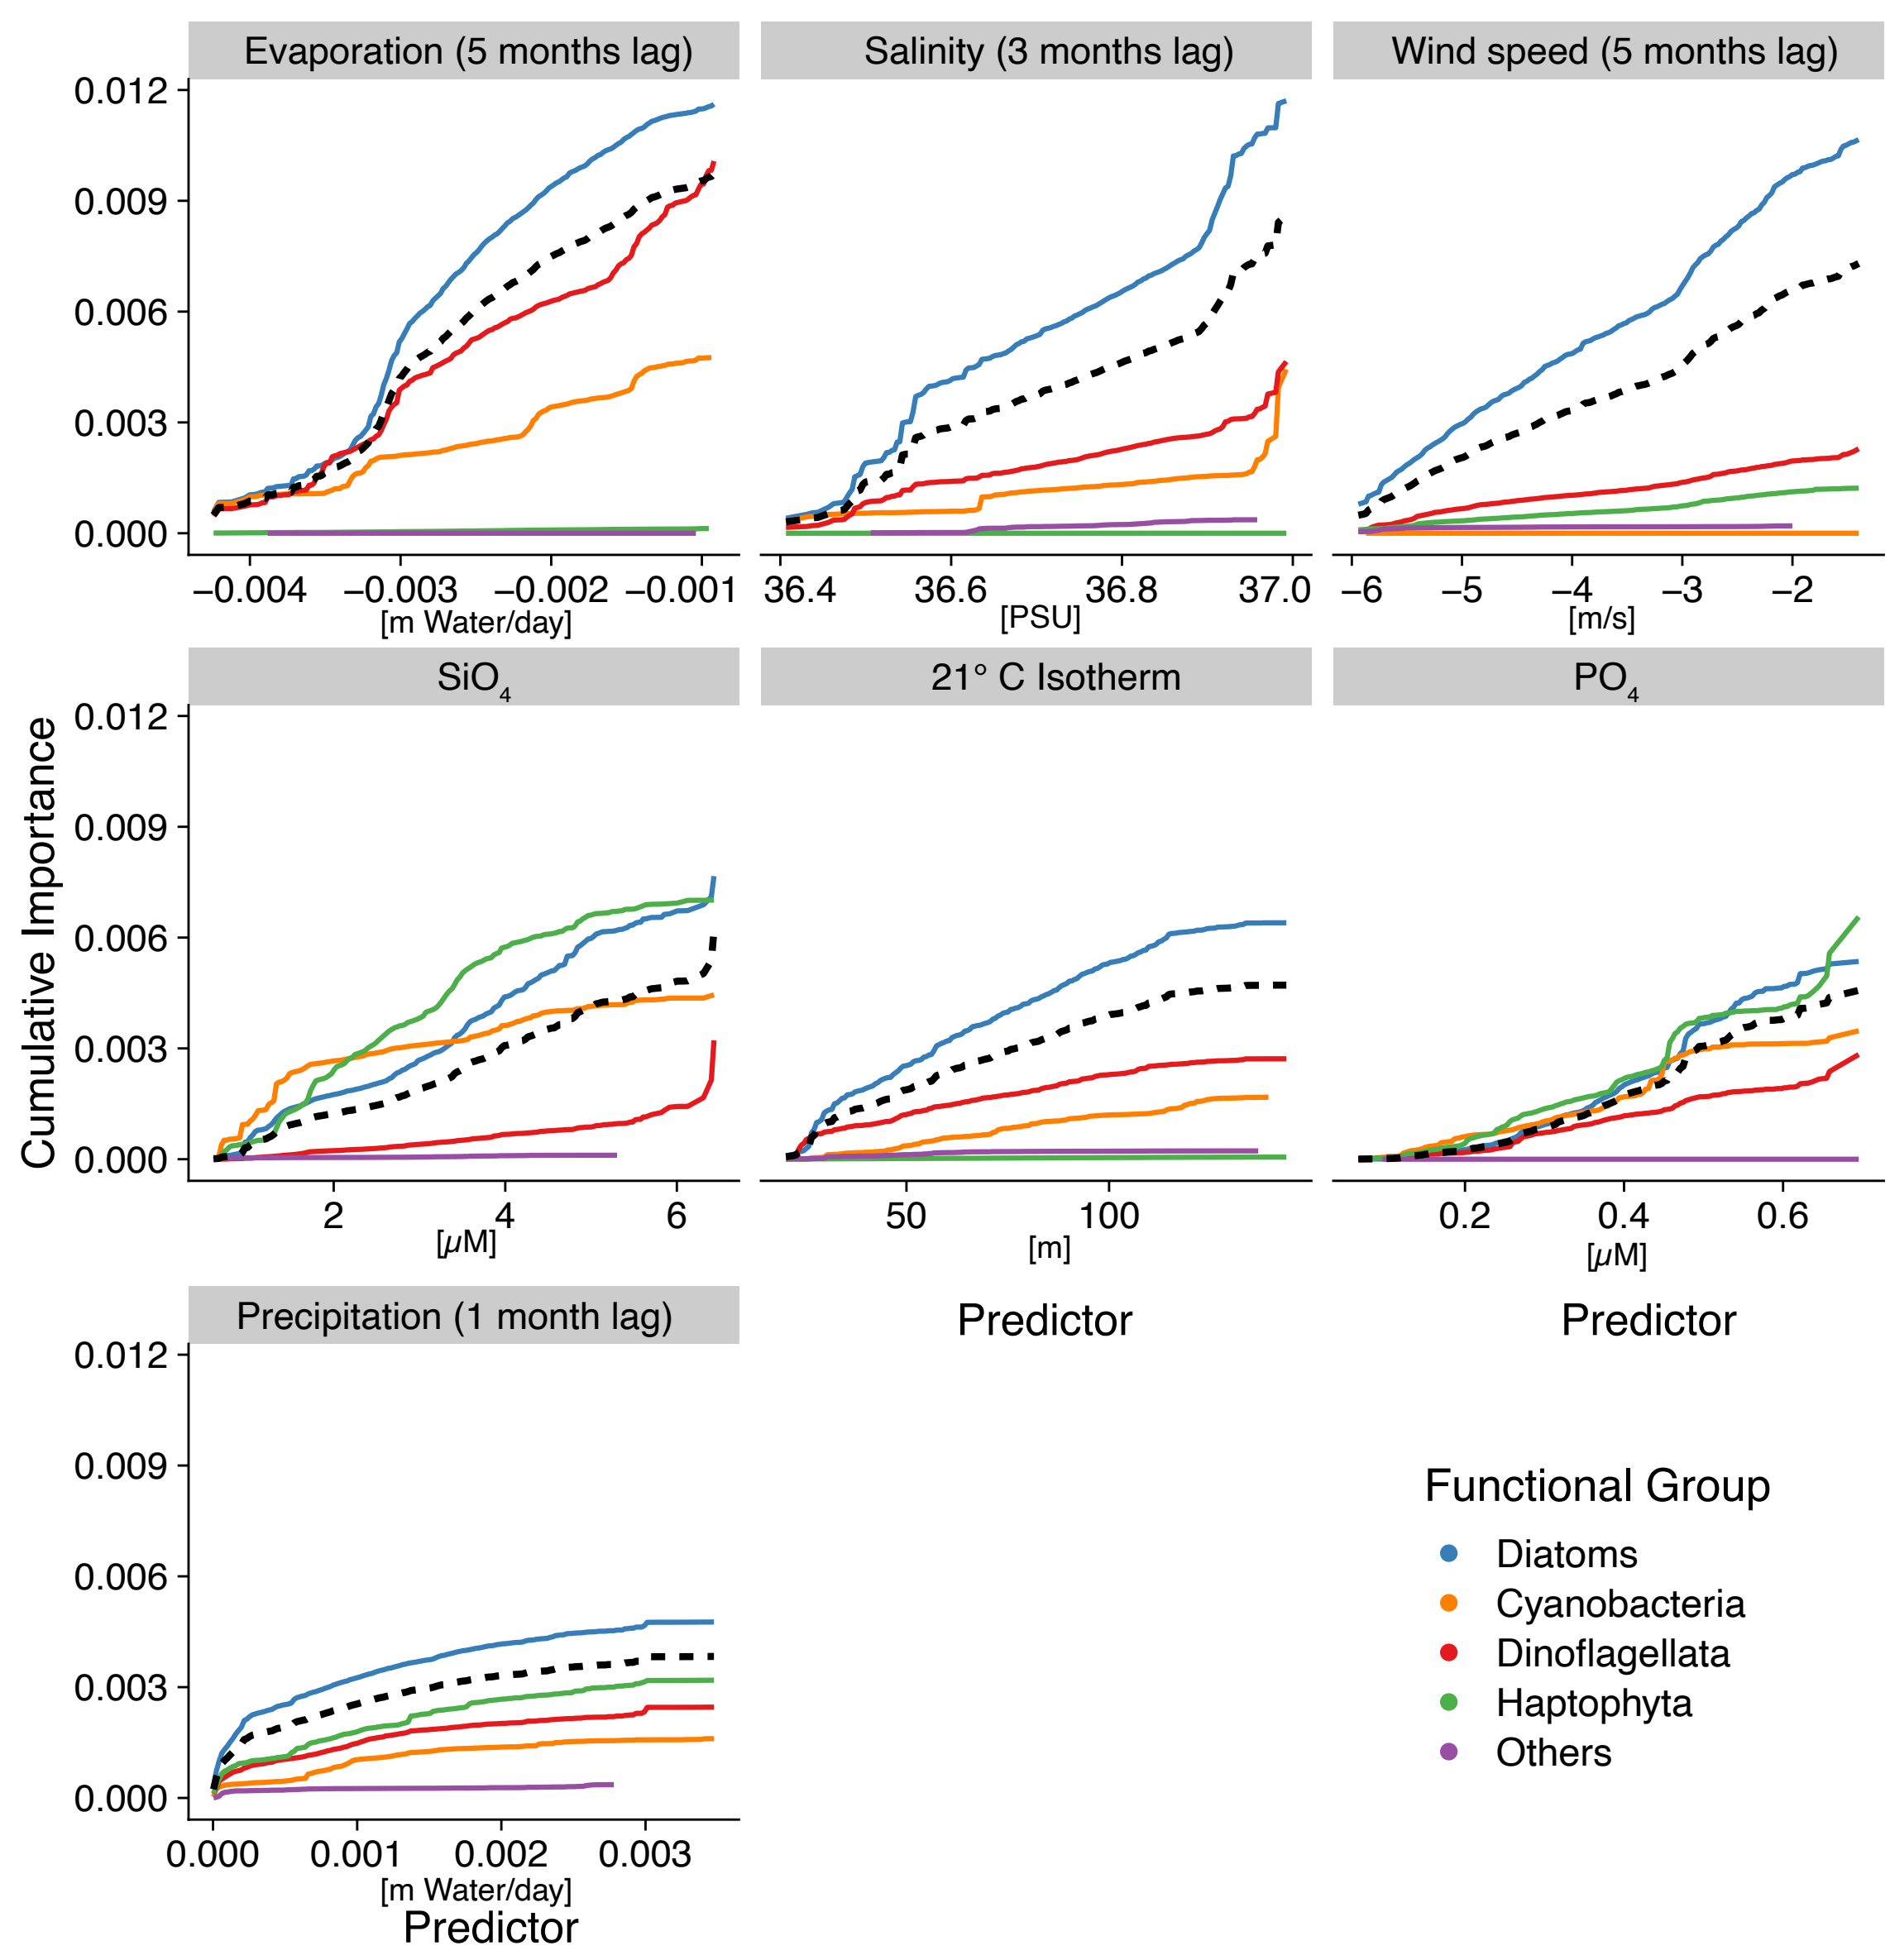 Evaporation (5 months lag)
Salinity (3 months lag)
Wind speed (5 months lag)
0.012
0.009
0.006
0.003
0.000
−0.004 −0.003 −0.002 −0.001
[m Water/day]
36.4 36.6 36.8 37.0
[PSU]
−6 −5 −4 −3 −2
[m/s]
Cumulative Importance
SiO₄
21° C Isotherm
PO₄
0.012
0.009
0.006
0.003
0.000
2 4 6
[µM]
50 100
[m]
0.2 0.4 0.6
[µM]
Predictor
Predictor
Precipitation (1 month lag)
0.012
0.009
0.006
0.003
0.000
0.000 0.001 0.002 0.003
[m Water/day]
Predictor
Functional Group
Diatoms
Cyanobacteria
Dinoflagellata
Haptophyta
Others